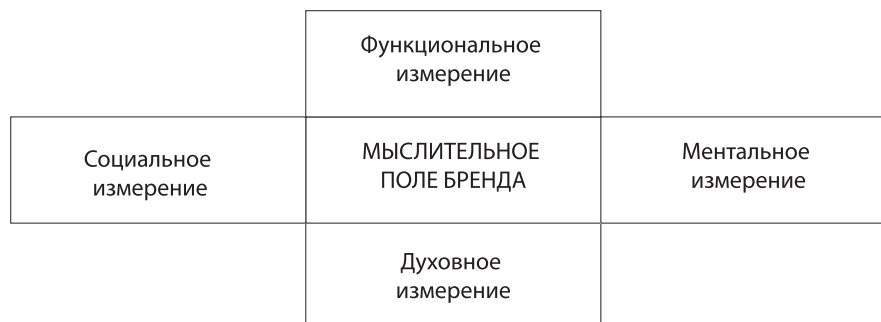 Функциональное
измерение
Социальное
измерение
МЫСЛИТЕЛЬНОЕ
ПОЛЕ БРЕНДА
Ментальное
измерение
Духовное
измерение